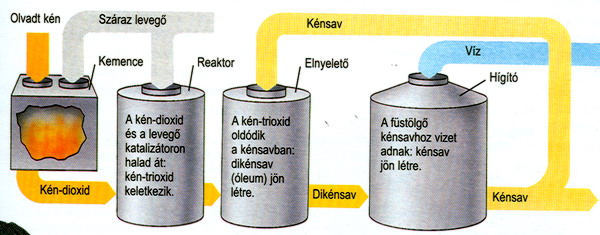 Olvadt kén
Száraz levegő
Kénsav
Víz
Kemence
Reaktor
Elnyelető
Hígító
A kén-dioxid
és a levegő
katalizátoron
halad át:
kén-trioxid
keletkezik.
A kén-trioxid
oldódik
a kénsavban:
dikénsav
(óleum) jön
létre.
A füstölgő
kénsavhoz vizet
adnak: kénsav
jön létre.
Kén-dioxid
Dikénsav
Kénsav